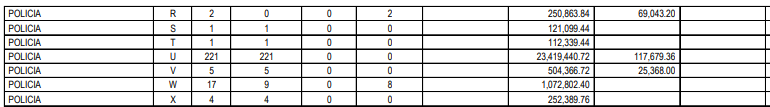 POLICIA R 2 0 0 2 250,863.84 69,043.20
POLICIA S 1 1 0 0 121,099.44
POLICIA T 1 1 0 0 112,339.44
POLICIA U 221 221 0 0 23,419,440.72 117,679.36
POLICIA V 5 5 0 0 504,366.72 25,368.00
POLICIA W 17 9 0 8 1,072,802.40
POLICIA X 4 4 0 0 252,389.76